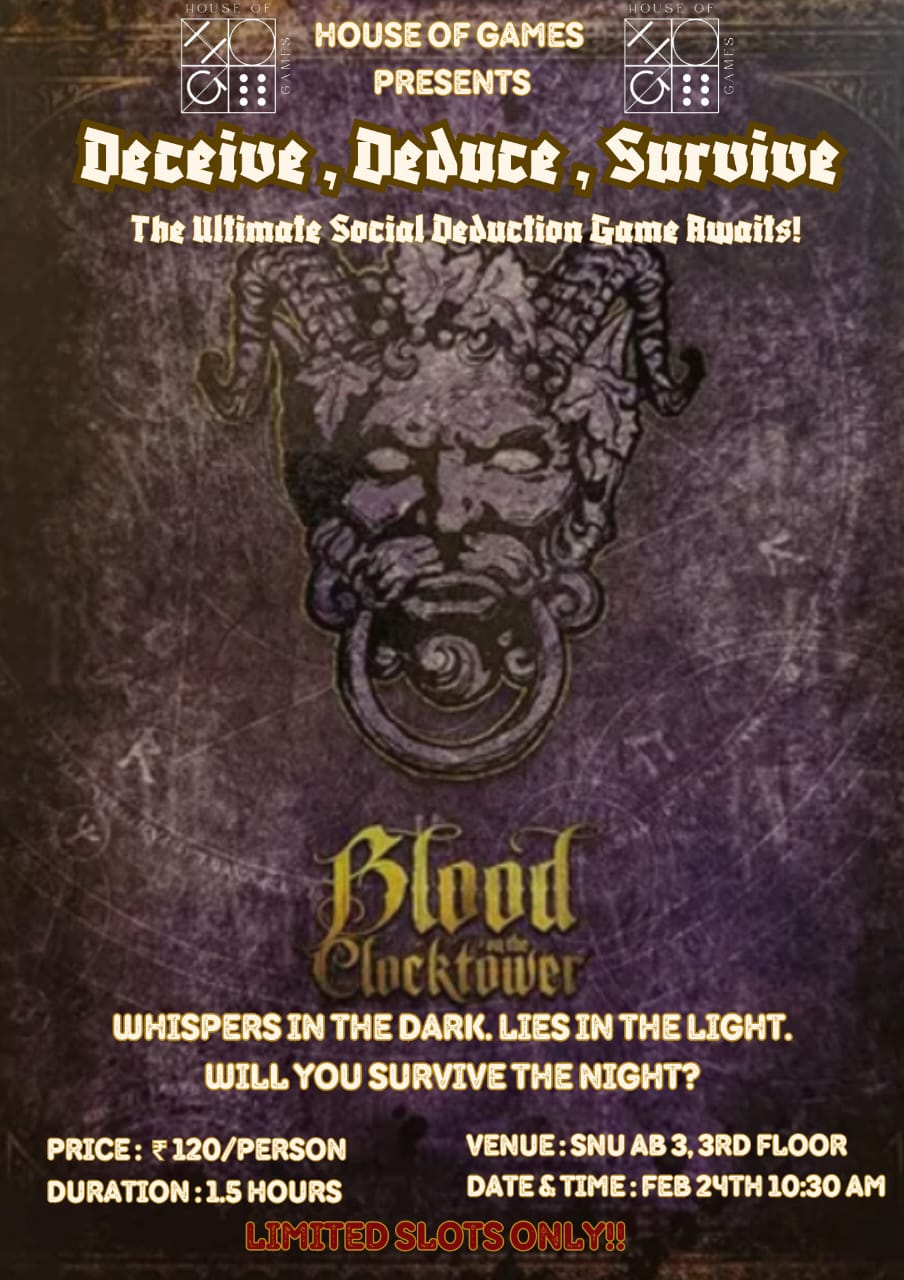 HOUSE OF
GAMES
HOUSE OF
GAMES
HOUSE OF GAMES
PRESENTS
Deceive , Deduce , Survive
The Ultimate Social Deduction Game Awaits!
Blood
on the
Clocktower
WHISPERS IN THE DARK. LIES IN THE LIGHT.
WILL YOU SURVIVE THE NIGHT?
PRICE : ₹ 120/PERSON
DURATION : 1.5 HOURS
VENUE : SNU AB 3, 3RD FLOOR
DATE & TIME : FEB 24TH 10:30 AM
LIMITED SLOTS ONLY!!